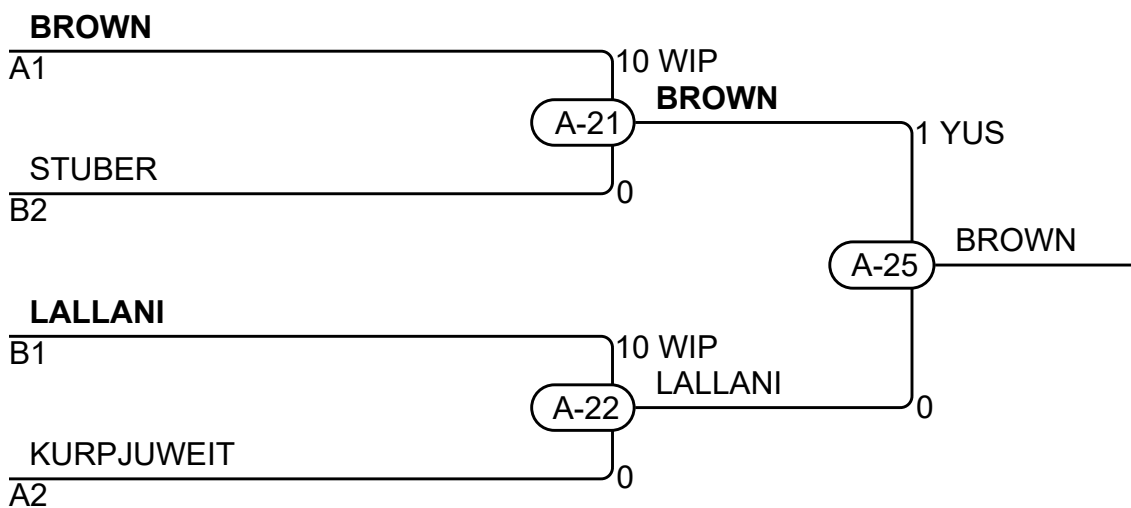 BROWN
A1
10 WIP
BROWN
A-21
1 YUS
STUBER
B2
0
BROWN
A-25
LALLANI
B1
10 WIP
LALLANI
A-22
0
KURPJUWEIT
A2
0